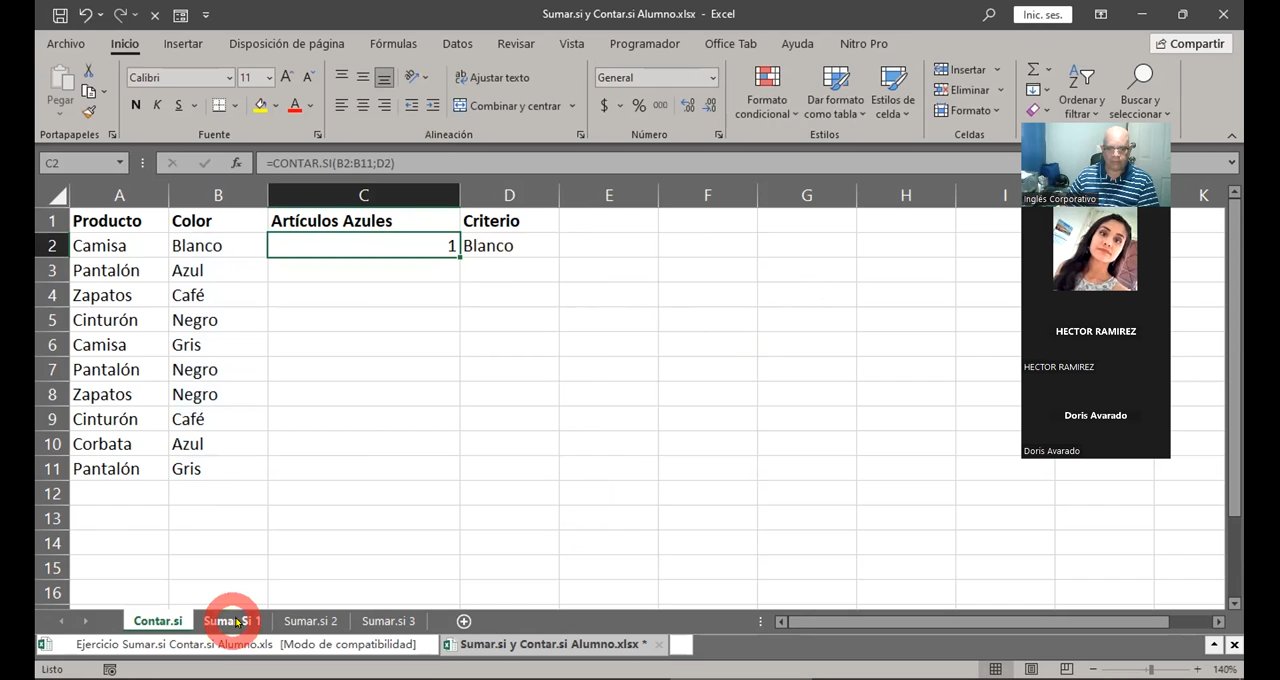 Sumar.si y Contar.si Alumno.xlsx - Excel
Inic. ses.
Archivo Inicio Insertar Disposición de página Fórmulas Datos Revisar Vista Programador Office Tab Ayuda Nitro Pro Compartir
Pegar
Calibri 11 A A
N K S A
Ajustar texto
Combinar y centrar
General
$ % 000
Formato condicional
Dar formato como tabla
Estilos de celda
Insertar
Eliminar
Formato
Ordenar y filtrar
Buscar y seleccionar
Portapapeles Fuente Alineación Número Estilos Celdas
C2 fx =CONTAR.SI(B2:B11;D2)
A B C D E F G H I K
1 Producto Color Artículos Azules Criterio
2 Camisa Blanco 1 Blanco
3 Pantalón Azul
4 Zapatos Café
5 Cinturón Negro
6 Camisa Gris
7 Pantalón Negro
8 Zapatos Negro
9 Cinturón Café
10 Corbata Azul
11 Pantalón Gris
12
13
14
15
16
Inglés Corporativo
HECTOR RAMIREZ
HECTOR RAMIREZ
Doris Avarado
Doris Avarado
Contar.si Sumar.Si 1 Sumar.si 2 Sumar.si 3
Ejercicio Sumar.si Contar.si Alumno.xls [Modo de compatibilidad] Sumar.si y Contar.si Alumno.xlsx *
Listo 140%